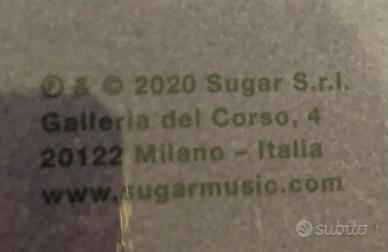 ℗ & © 2020 Sugar S.r.l.
Galleria del Corso, 4
20122 Milano – Italia
www.sugarmusic.com
subito